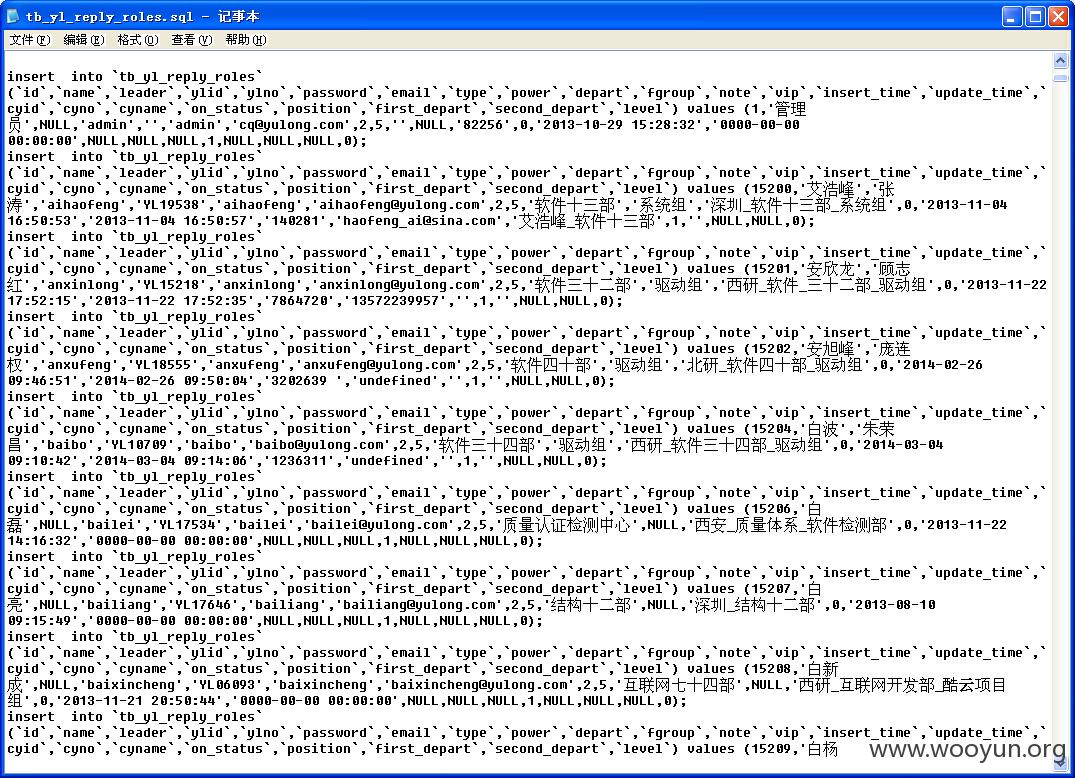 tb_yl_reply_roles.sql - 记事本
文件(F) 编辑(E) 格式(O) 查看(V) 帮助(H)
insert  into `tb_yl_reply_roles`
(`id`,`name`,`leader`,`ylid`,`ylno`,`password`,`email`,`type`,`power`,`depart`,`fgroup`,`note`,`vip`,`insert_time`,`update_time`,`
cyid`,`cyno`,`cyname`,`on_status`,`position`,`first_depart`,`second_depart`,`level`) values (1,'管理
员',NULL,'admin','','admin','cq@yulong.com',2,5,'',NULL,'82256',0,'2013-10-29 15:28:32','0000-00-00
00:00:00',NULL,NULL,NULL,1,NULL,NULL,NULL,0);
insert  into `tb_yl_reply_roles`
(`id`,`name`,`leader`,`ylid`,`ylno`,`password`,`email`,`type`,`power`,`depart`,`fgroup`,`note`,`vip`,`insert_time`,`update_time`,`
cyid`,`cyno`,`cyname`,`on_status`,`position`,`first_depart`,`second_depart`,`level`) values (15200,'艾浩峰','张
涛','aihaofeng','YL19538','aihaofeng','aihaofeng@yulong.com',2,5,'软件十三部','系统组','深圳_软件十三部_系统组',0,'2013-11-04
16:50:53','2013-11-04 16:50:57','140281','haofeng_ai@sina.com','艾浩峰_软件十三部',1,'',NULL,NULL,0);
insert  into `tb_yl_reply_roles`
(`id`,`name`,`leader`,`ylid`,`ylno`,`password`,`email`,`type`,`power`,`depart`,`fgroup`,`note`,`vip`,`insert_time`,`update_time`,`
cyid`,`cyno`,`cyname`,`on_status`,`position`,`first_depart`,`second_depart`,`level`) values (15201,'安欣龙','顾志
红','anxinlong','YL15218','anxinlong','anxinlong@yulong.com',2,5,'软件三十二部','驱动组','西研_软件_三十二部_驱动组',0,'2013-11-22
17:52:15','2013-11-22 17:52:35','7864720','13572239957','',1,'',NULL,NULL,0);
insert  into `tb_yl_reply_roles`
(`id`,`name`,`leader`,`ylid`,`ylno`,`password`,`email`,`type`,`power`,`depart`,`fgroup`,`note`,`vip`,`insert_time`,`update_time`,`
cyid`,`cyno`,`cyname`,`on_status`,`position`,`first_depart`,`second_depart`,`level`) values (15202,'安旭峰','庞连
权','anxufeng','YL18555','anxufeng','anxufeng@yulong.com',2,5,'软件四十部','驱动组','北研_软件四十部_驱动组',0,'2014-02-26
09:46:51','2014-02-26 09:50:04','3202639 ','undefined','',1,'',NULL,NULL,0);
insert  into `tb_yl_reply_roles`
(`id`,`name`,`leader`,`ylid`,`ylno`,`password`,`email`,`type`,`power`,`depart`,`fgroup`,`note`,`vip`,`insert_time`,`update_time`,`
cyid`,`cyno`,`cyname`,`on_status`,`position`,`first_depart`,`second_depart`,`level`) values (15204,'白波','朱荣
昌','baibo','YL10709','baibo','baibo@yulong.com',2,5,'软件三十四部','驱动组','西研_软件三十四部_驱动组',0,'2014-03-04
09:10:42','2014-03-04 09:14:06','1236311','undefined','',1,'',NULL,NULL,0);
insert  into `tb_yl_reply_roles`
(`id`,`name`,`leader`,`ylid`,`ylno`,`password`,`email`,`type`,`power`,`depart`,`fgroup`,`note`,`vip`,`insert_time`,`update_time`,`
cyid`,`cyno`,`cyname`,`on_status`,`position`,`first_depart`,`second_depart`,`level`) values (15206,'白
磊',NULL,'bailei','YL17534','bailei','bailei@yulong.com',2,5,'质量认证检测中心',NULL,'西安_质量体系_软件检测部',0,'2013-11-22
14:16:32','0000-00-00 00:00:00',NULL,NULL,NULL,1,NULL,NULL,NULL,0);
insert  into `tb_yl_reply_roles`
(`id`,`name`,`leader`,`ylid`,`ylno`,`password`,`email`,`type`,`power`,`depart`,`fgroup`,`note`,`vip`,`insert_time`,`update_time`,`
cyid`,`cyno`,`cyname`,`on_status`,`position`,`first_depart`,`second_depart`,`level`) values (15207,'白
亮',NULL,'bailiang','YL17646','bailiang','bailiang@yulong.com',2,5,'结构十二部',NULL,'深圳_结构十二部',0,'2013-08-10
09:15:49','0000-00-00 00:00:00',NULL,NULL,NULL,1,NULL,NULL,NULL,0);
insert  into `tb_yl_reply_roles`
(`id`,`name`,`leader`,`ylid`,`ylno`,`password`,`email`,`type`,`power`,`depart`,`fgroup`,`note`,`vip`,`insert_time`,`update_time`,`
cyid`,`cyno`,`cyname`,`on_status`,`position`,`first_depart`,`second_depart`,`level`) values (15208,'白新
成',NULL,'baixincheng','YL06093','baixincheng','baixincheng@yulong.com',2,5,'互联网七十四部',NULL,'西研_互联网开发部_酷云项目
组',0,'2013-11-21 20:50:44','0000-00-00 00:00:00',NULL,NULL,NULL,1,NULL,NULL,NULL,0);
insert  into `tb_yl_reply_roles`
(`id`,`name`,`leader`,`ylid`,`ylno`,`password`,`email`,`type`,`power`,`depart`,`fgroup`,`note`,`vip`,`insert_time`,`update_time`,`
cyid`,`cyno`,`cyname`,`on_status`,`position`,`first_depart`,`second_depart`,`level`) values (15209,'白杨
www.wooyun.org